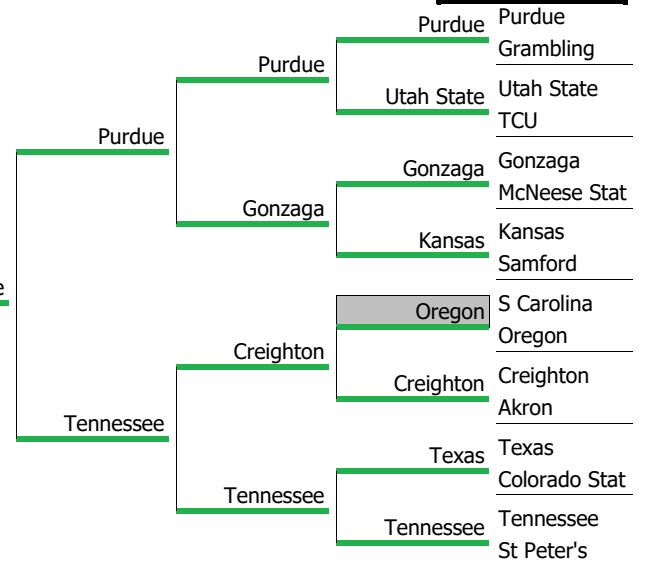 Purdue
Purdue
Grambling
Purdue
Utah State
Utah State
TCU
Purdue
Gonzaga
Gonzaga
McNeese Stat
Gonzaga
Kansas
Kansas
Samford
e
Oregon
S Carolina
Oregon
Creighton
Creighton
Creighton
Akron
Tennessee
Texas
Texas
Colorado Stat
Tennessee
Tennessee
Tennessee
St Peter's